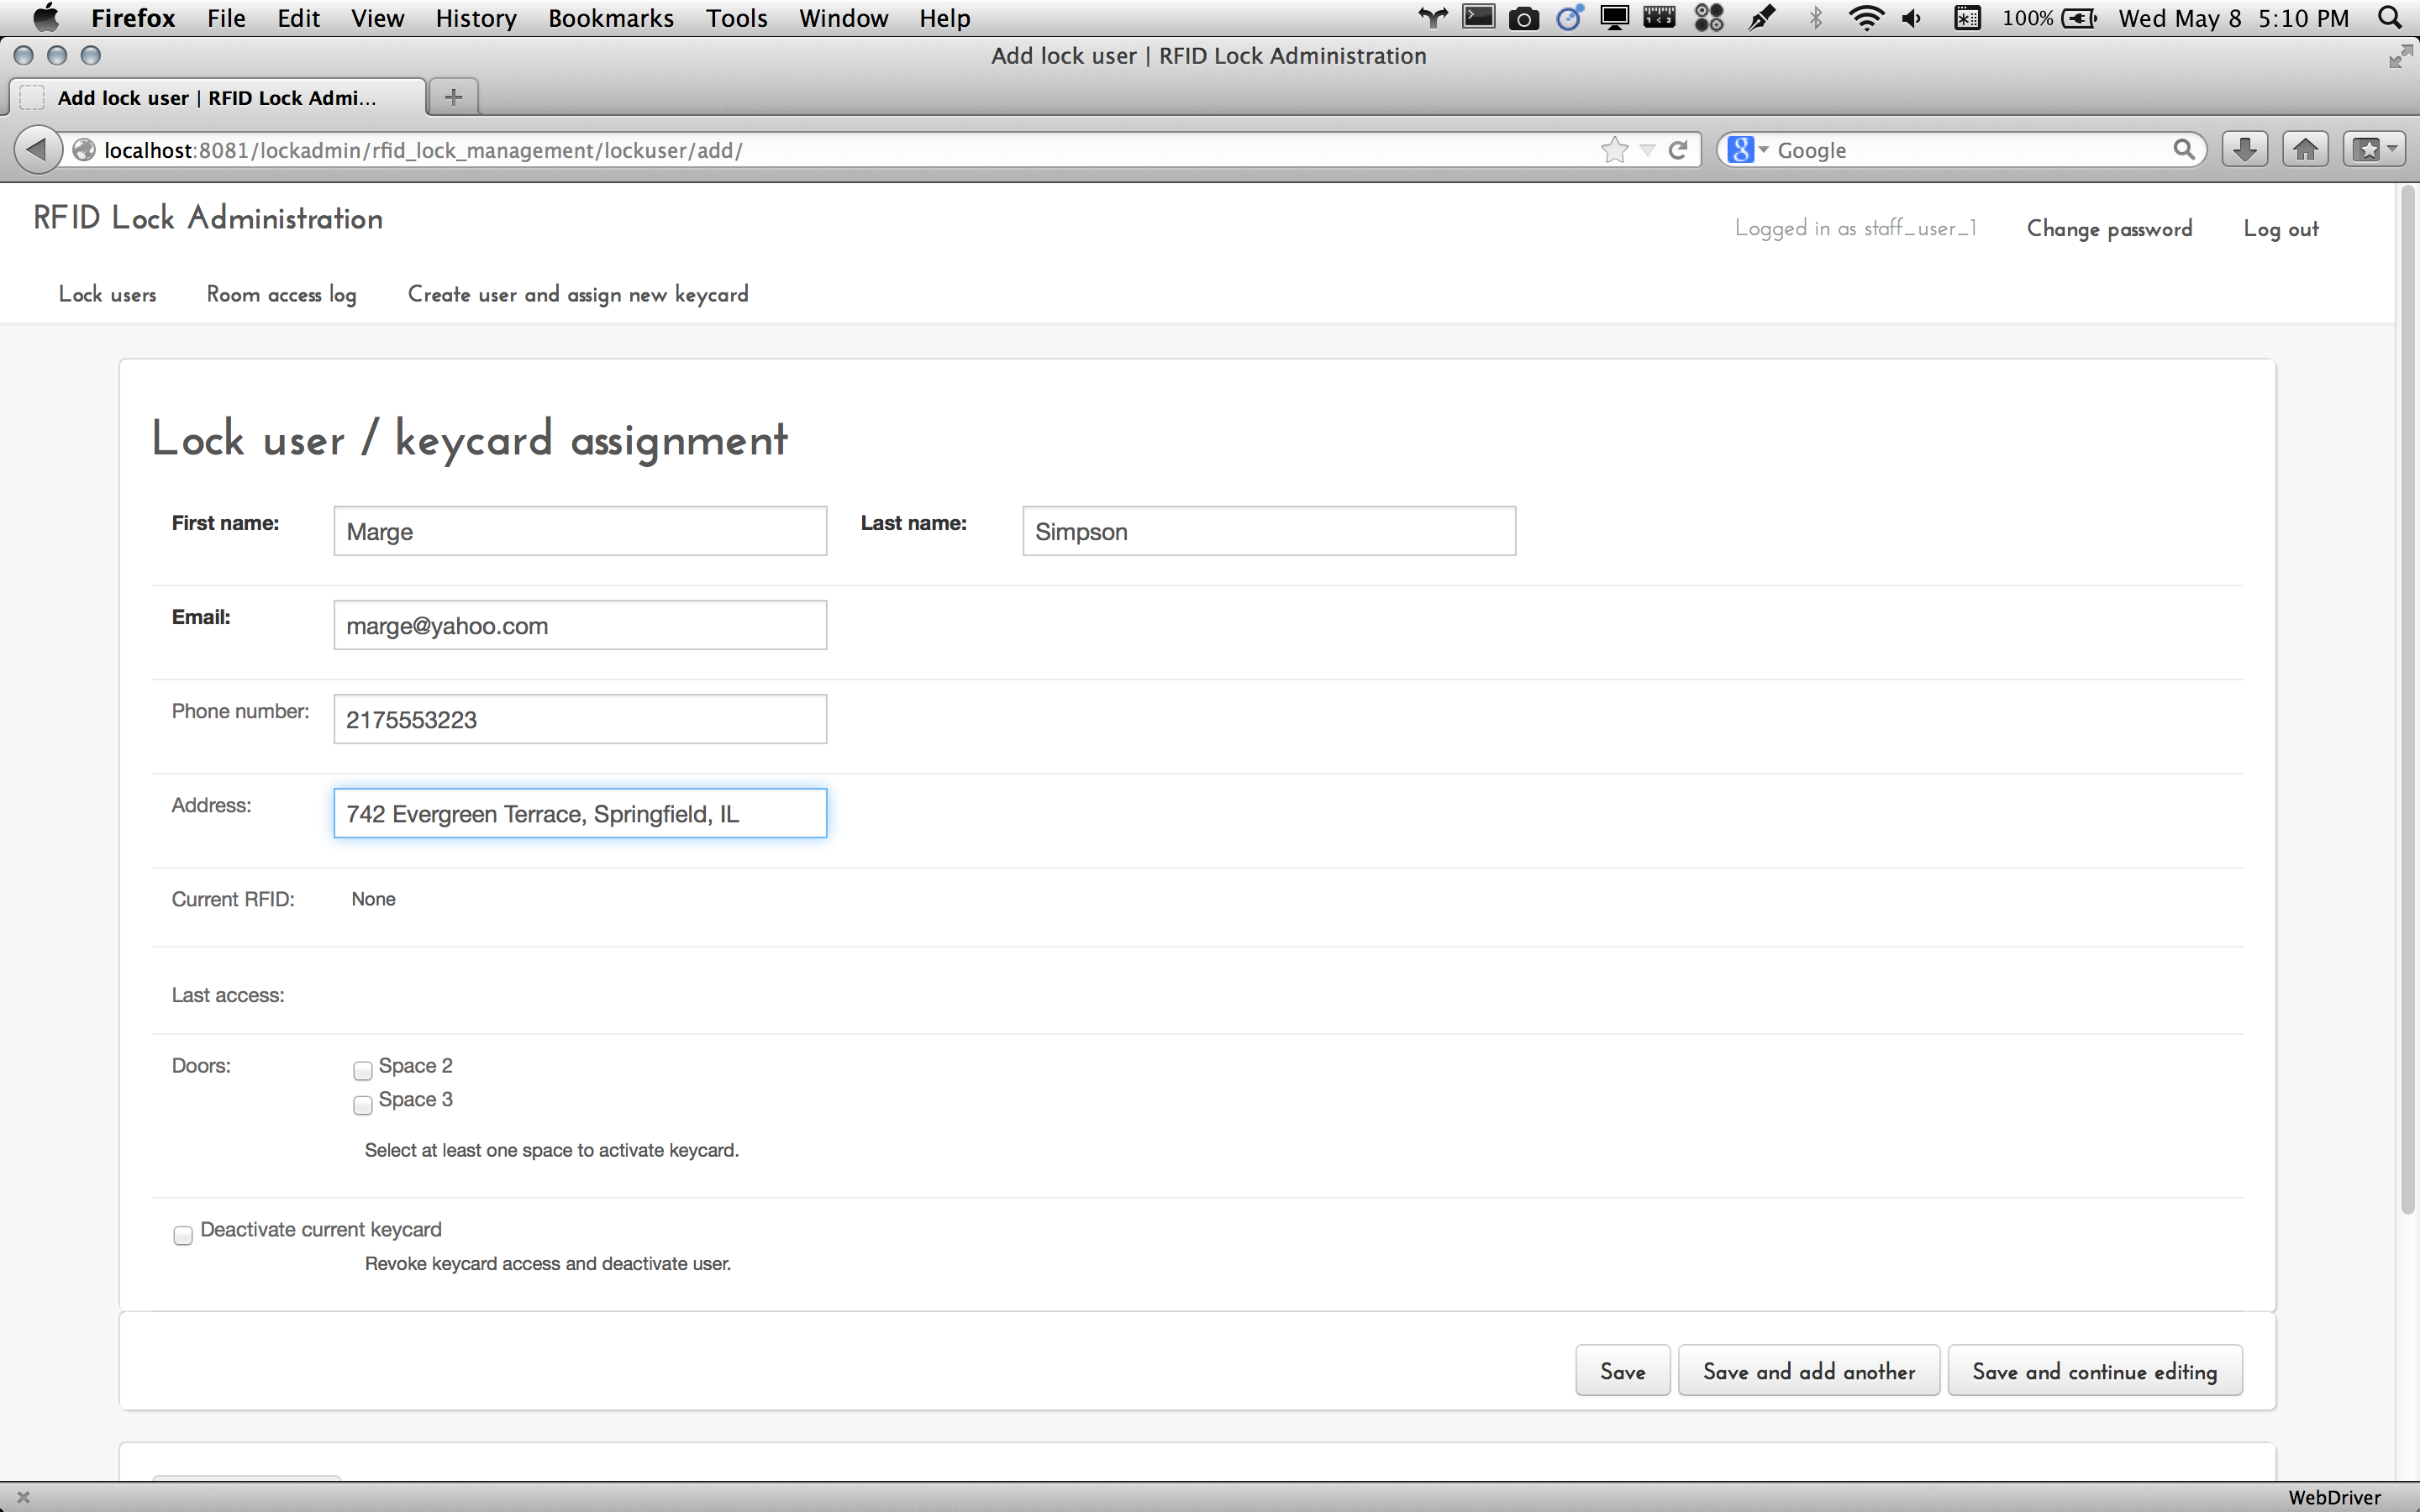 Firefox File Edit View History Bookmarks Tools Window Help 100% Wed May 8 5:10 PM
Add lock user | RFID Lock Administration
Add lock user | RFID Lock Admi...
localhost:8081/lockadmin/rfid_lock_management/lockuser/add/ Google
RFID Lock Administration
Logged in as staff_user_1 Change password Log out
Lock users Room access log Create user and assign new keycard
Lock user / keycard assignment
First name: Marge Last name: Simpson
Email: marge@yahoo.com
Phone number: 2175553223
Address: 742 Evergreen Terrace, Springfield, IL
Current RFID: None
Last access:
Doors: Space 2
Space 3
Select at least one space to activate keycard.
Deactivate current keycard
Revoke keycard access and deactivate user.
Save Save and add another Save and continue editing
WebDriver